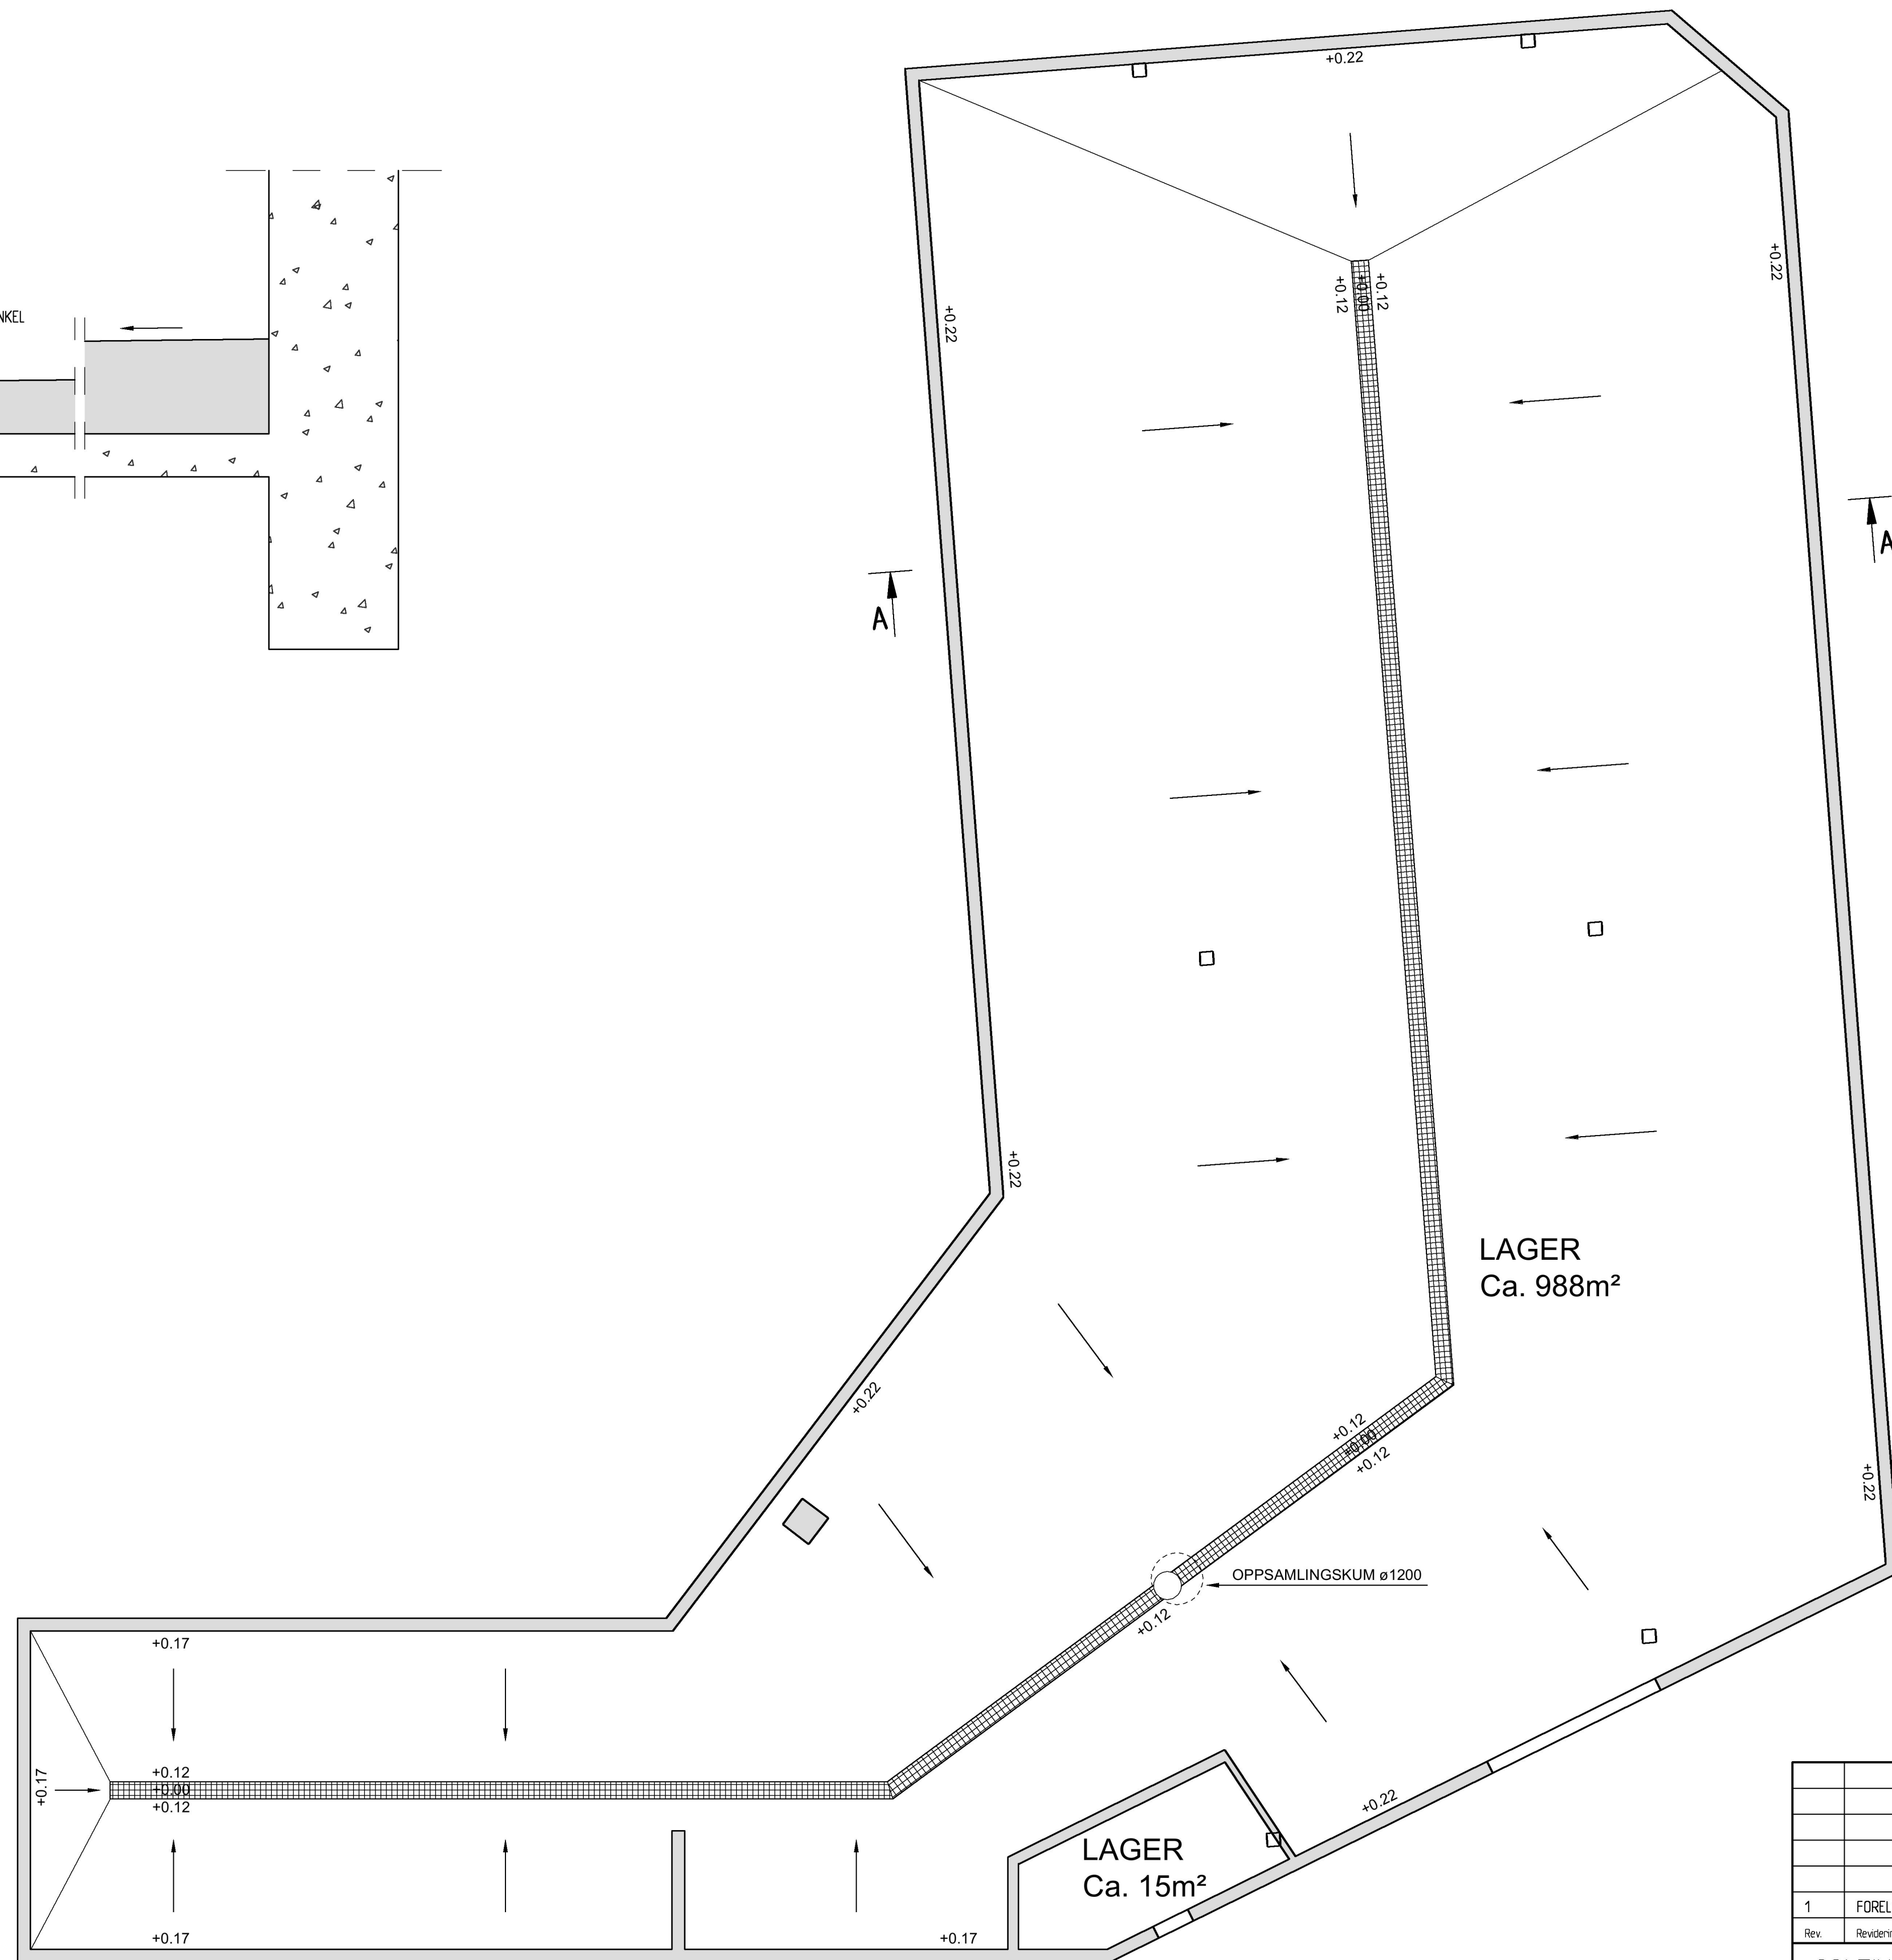 +0.22
+0.22
+0.22
+0.12
+0.00
+0.12
NKEL
A
A
+0.22
LAGER
Ca. 988m²
+0.22
+0.12
+0.00
+0.12
+0.22
OPPSAMLINGSKUM ø1200
+0.12
+0.17
+0.17
+0.12
+0.00
+0.12
+0.22
LAGER
Ca. 15m²
+0.17
+0.17
1 FOREL
Rev. Revideri